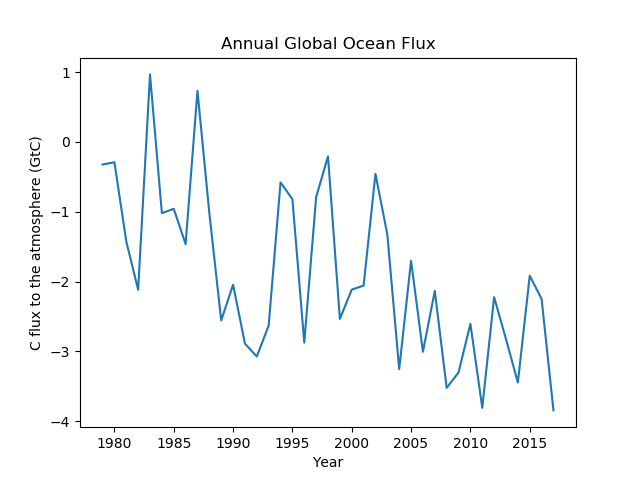 Annual Global Ocean Flux
C flux to the atmosphere (GtC)
1
0
−1
−2
−3
−4
1980 1985 1990 1995 2000 2005 2010 2015
Year